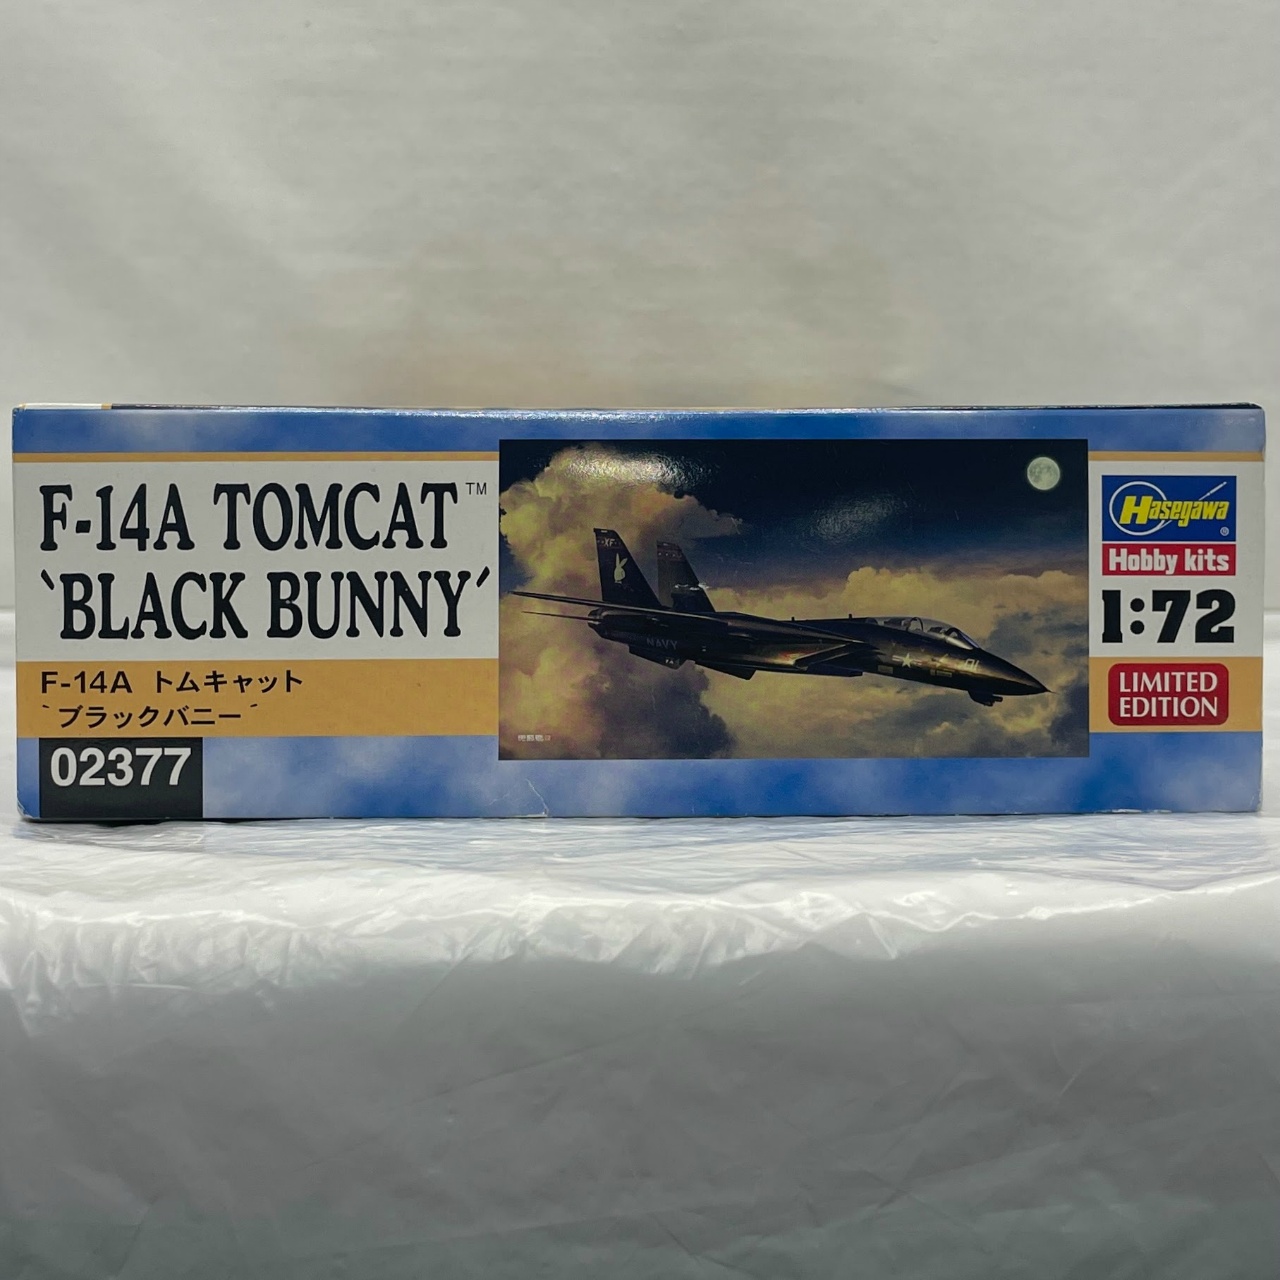 F-14A TOMCAT™
`BLACK BUNNY´
F-14A トムキャット
`ブラックバニー´
02377
NAVY
Hasegawa®
Hobby kits
1:72
LIMITED
EDITION